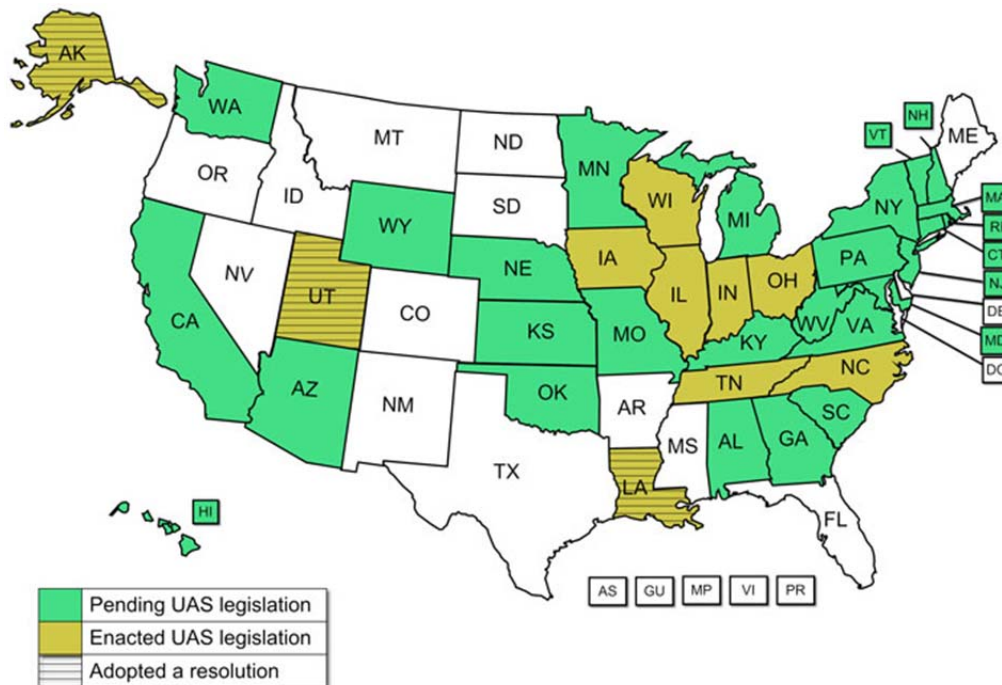 AK
WA
MT
ND
MN
VT
NH
ME
OR
ID
SD
WI
MI
NY
MA
RI
CT
NJ
DE
MD
DC
WY
NE
IA
PA
NV
UT
CO
IL
IN
OH
CA
KS
MO
KY
WV
VA
AZ
NM
OK
AR
TN
NC
TX
LA
MS
AL
GA
SC
FL
HI
AS
GU
MP
VI
PR
Pending UAS legislation
Enacted UAS legislation
Adopted a resolution